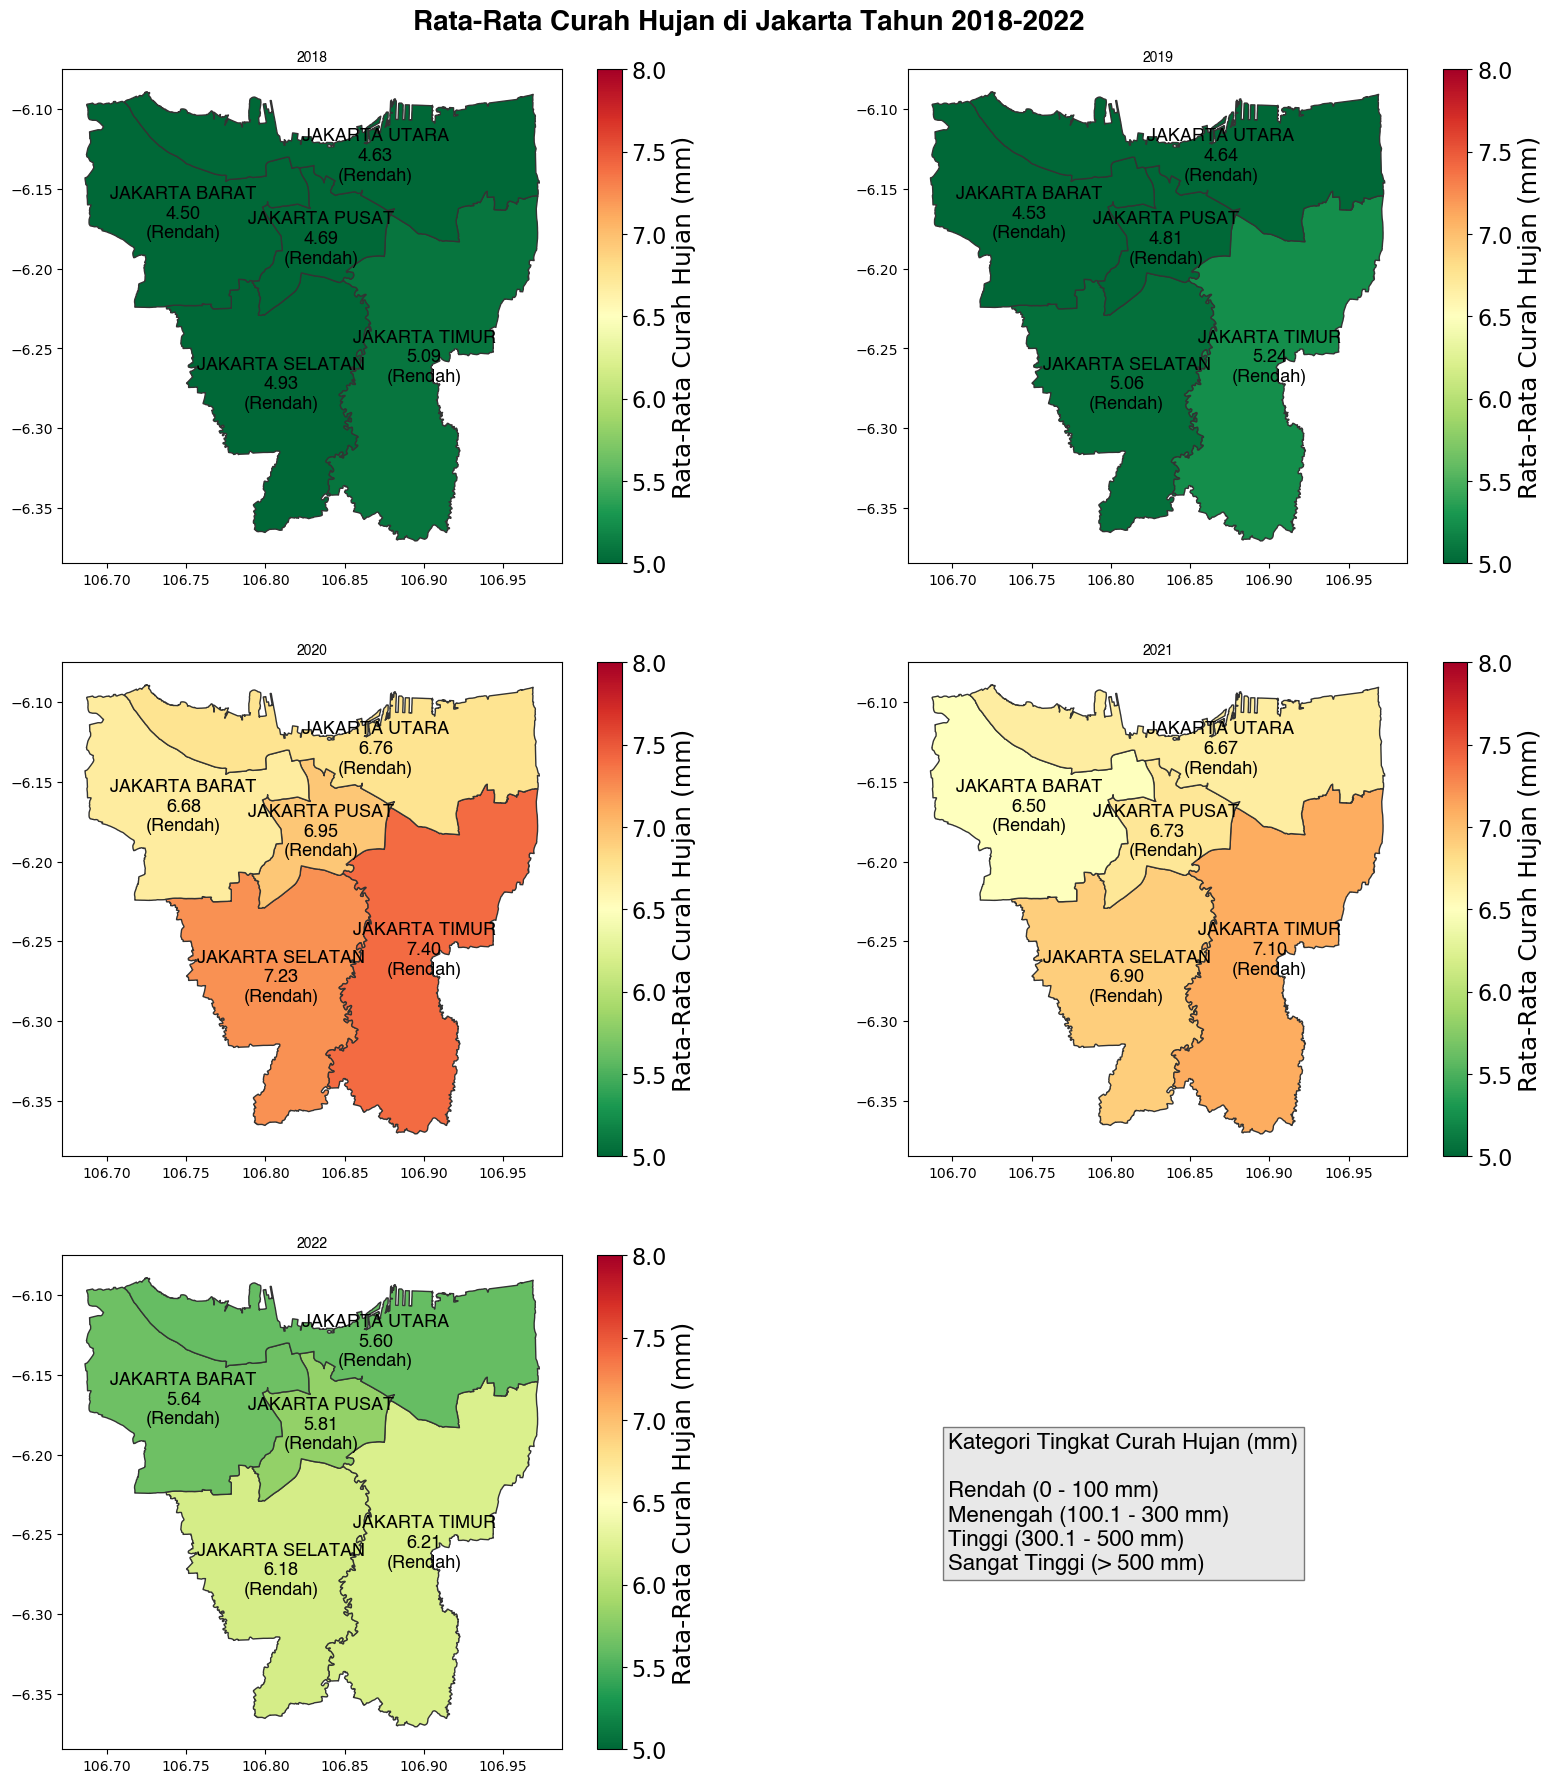 Rata-Rata Curah Hujan di Jakarta Tahun 2018-2022
2018
−6.10
−6.15
−6.20
−6.25
−6.30
−6.35
106.70 106.75 106.80 106.85 106.90 106.95
JAKARTA UTARA
4.63
(Rendah)
JAKARTA BARAT
4.50
(Rendah)
JAKARTA PUSAT
4.69
(Rendah)
JAKARTA TIMUR
5.09
(Rendah)
JAKARTA SELATAN
4.93
(Rendah)
8.0
7.5
7.0
6.5
6.0
5.5
5.0
Rata-Rata Curah Hujan (mm)
2019
−6.10
−6.15
−6.20
−6.25
−6.30
−6.35
106.70 106.75 106.80 106.85 106.90 106.95
JAKARTA UTARA
4.64
(Rendah)
JAKARTA BARAT
4.53
(Rendah)
JAKARTA PUSAT
4.81
(Rendah)
JAKARTA TIMUR
5.24
(Rendah)
JAKARTA SELATAN
5.06
(Rendah)
8.0
7.5
7.0
6.5
6.0
5.5
5.0
Rata-Rata Curah Hujan (mm)
2020
−6.10
−6.15
−6.20
−6.25
−6.30
−6.35
106.70 106.75 106.80 106.85 106.90 106.95
JAKARTA UTARA
6.76
(Rendah)
JAKARTA BARAT
6.68
(Rendah)
JAKARTA PUSAT
6.95
(Rendah)
JAKARTA TIMUR
7.40
(Rendah)
JAKARTA SELATAN
7.23
(Rendah)
8.0
7.5
7.0
6.5
6.0
5.5
5.0
Rata-Rata Curah Hujan (mm)
2021
−6.10
−6.15
−6.20
−6.25
−6.30
−6.35
106.70 106.75 106.80 106.85 106.90 106.95
JAKARTA UTARA
6.67
(Rendah)
JAKARTA BARAT
6.50
(Rendah)
JAKARTA PUSAT
6.73
(Rendah)
JAKARTA TIMUR
7.10
(Rendah)
JAKARTA SELATAN
6.90
(Rendah)
8.0
7.5
7.0
6.5
6.0
5.5
5.0
Rata-Rata Curah Hujan (mm)
2022
−6.10
−6.15
−6.20
−6.25
−6.30
−6.35
106.70 106.75 106.80 106.85 106.90 106.95
JAKARTA UTARA
5.60
(Rendah)
JAKARTA BARAT
5.64
(Rendah)
JAKARTA PUSAT
5.81
(Rendah)
JAKARTA TIMUR
6.21
(Rendah)
JAKARTA SELATAN
6.18
(Rendah)
8.0
7.5
7.0
6.5
6.0
5.5
5.0
Rata-Rata Curah Hujan (mm)
Kategori Tingkat Curah Hujan (mm)
Rendah (0 - 100 mm)
Menengah (100.1 - 300 mm)
Tinggi (300.1 - 500 mm)
Sangat Tinggi (> 500 mm)